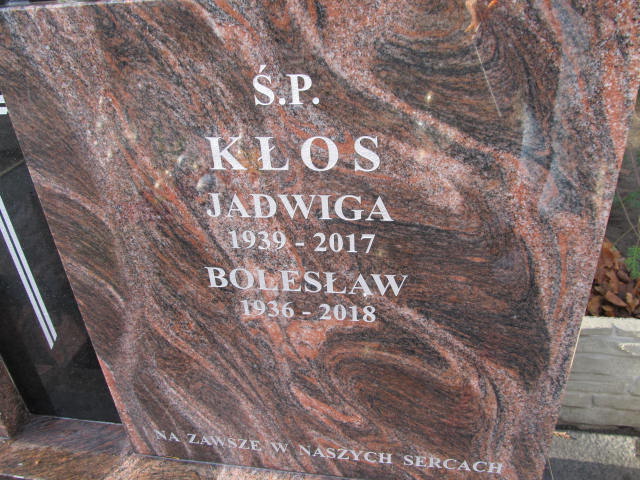 Ś.P.
KŁOS
JADWIGA
1939 - 2017
BOLESŁAW
1936 - 2018
NA ZAWSZE W NASZYCH SERCACH